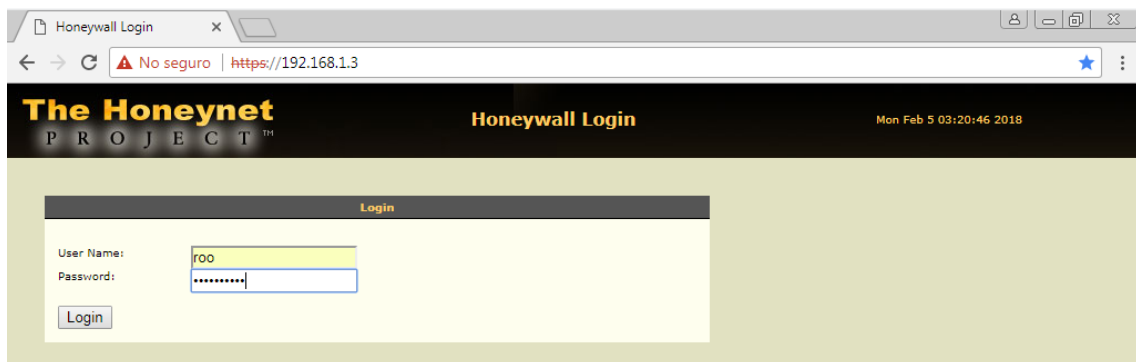 Honeywall Login
No seguro | https://192.168.1.3
The Honeynet
PROJECT™
Honeywall Login
Mon Feb 5 03:20:46 2018
Login
User Name:
roo
Password:
••••••••••
Login